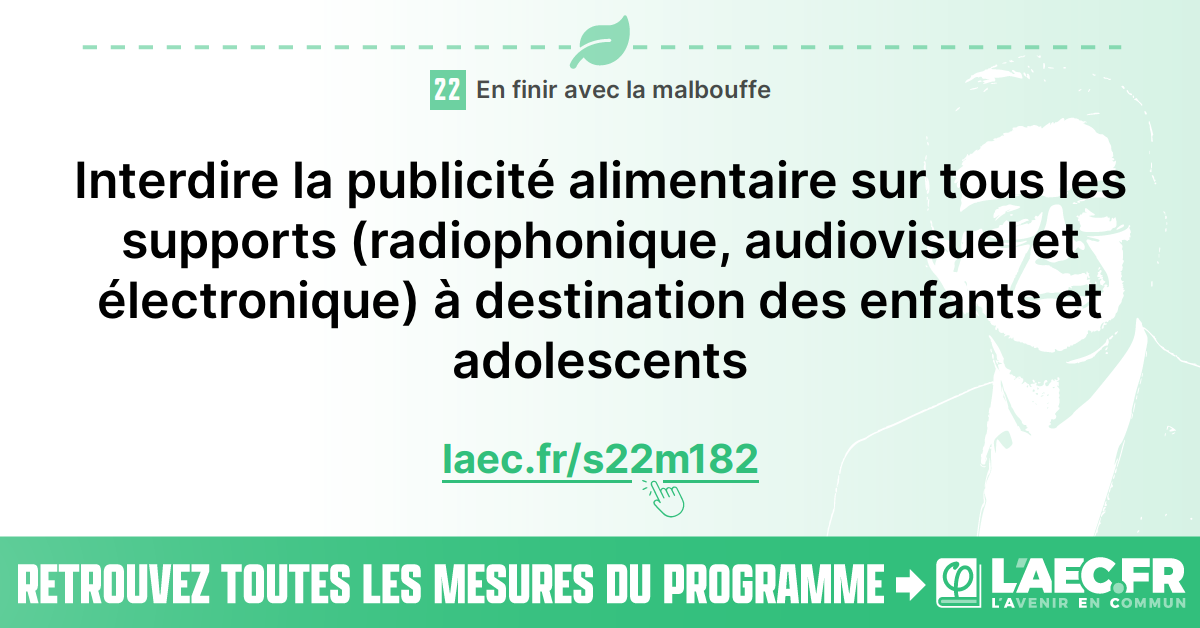 22 En finir avec la malbouffe
Interdire la publicité alimentaire sur tous les
supports (radiophonique, audiovisuel et
électronique) à destination des enfants et
adolescents
laec.fr/s22m182
RETROUVEZ TOUTES LES MESURES DU PROGRAMME
L'AEC.FR
L'AVENIR EN COMMUN